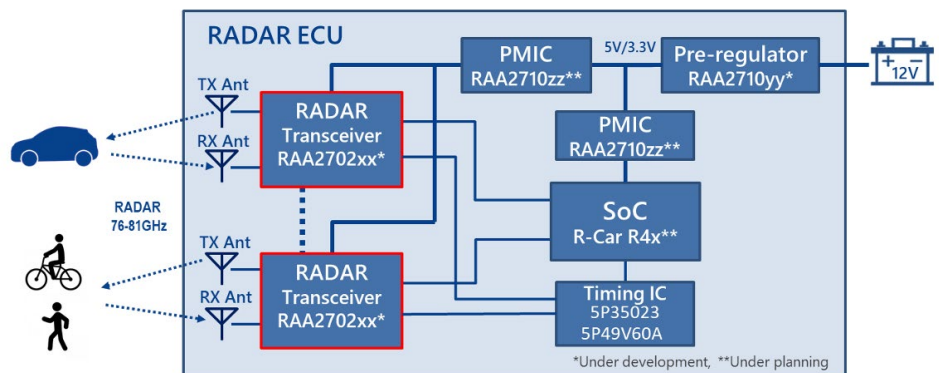 RADAR ECU
PMIC
RAA2710zz**
5V/3.3V
Pre-regulator
RAA2710yy*
12V
TX Ant
RX Ant
RADAR
Transceiver
RAA2702xx*
PMIC
RAA2710zz**
SoC
R-Car R4x**
RADAR
76-81GHz
TX Ant
RX Ant
RADAR
Transceiver
RAA2702xx*
Timing IC
5P35023
5P49V60A
*Under development, **Under planning